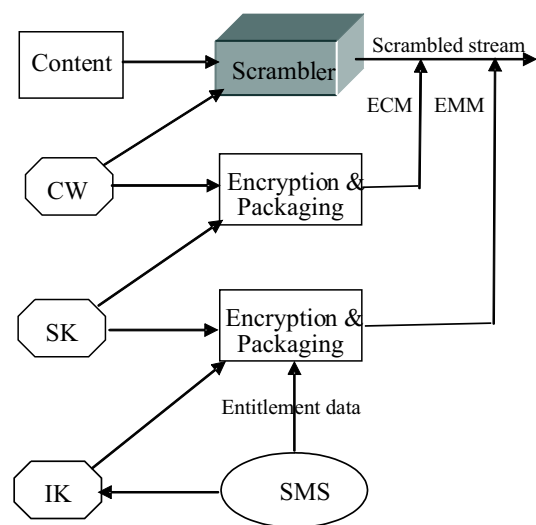 Scrambled stream
Content
Scrambler
ECM EMM
CW
Encryption &
Packaging
SK
Encryption &
Packaging
Entitlement data
IK
SMS